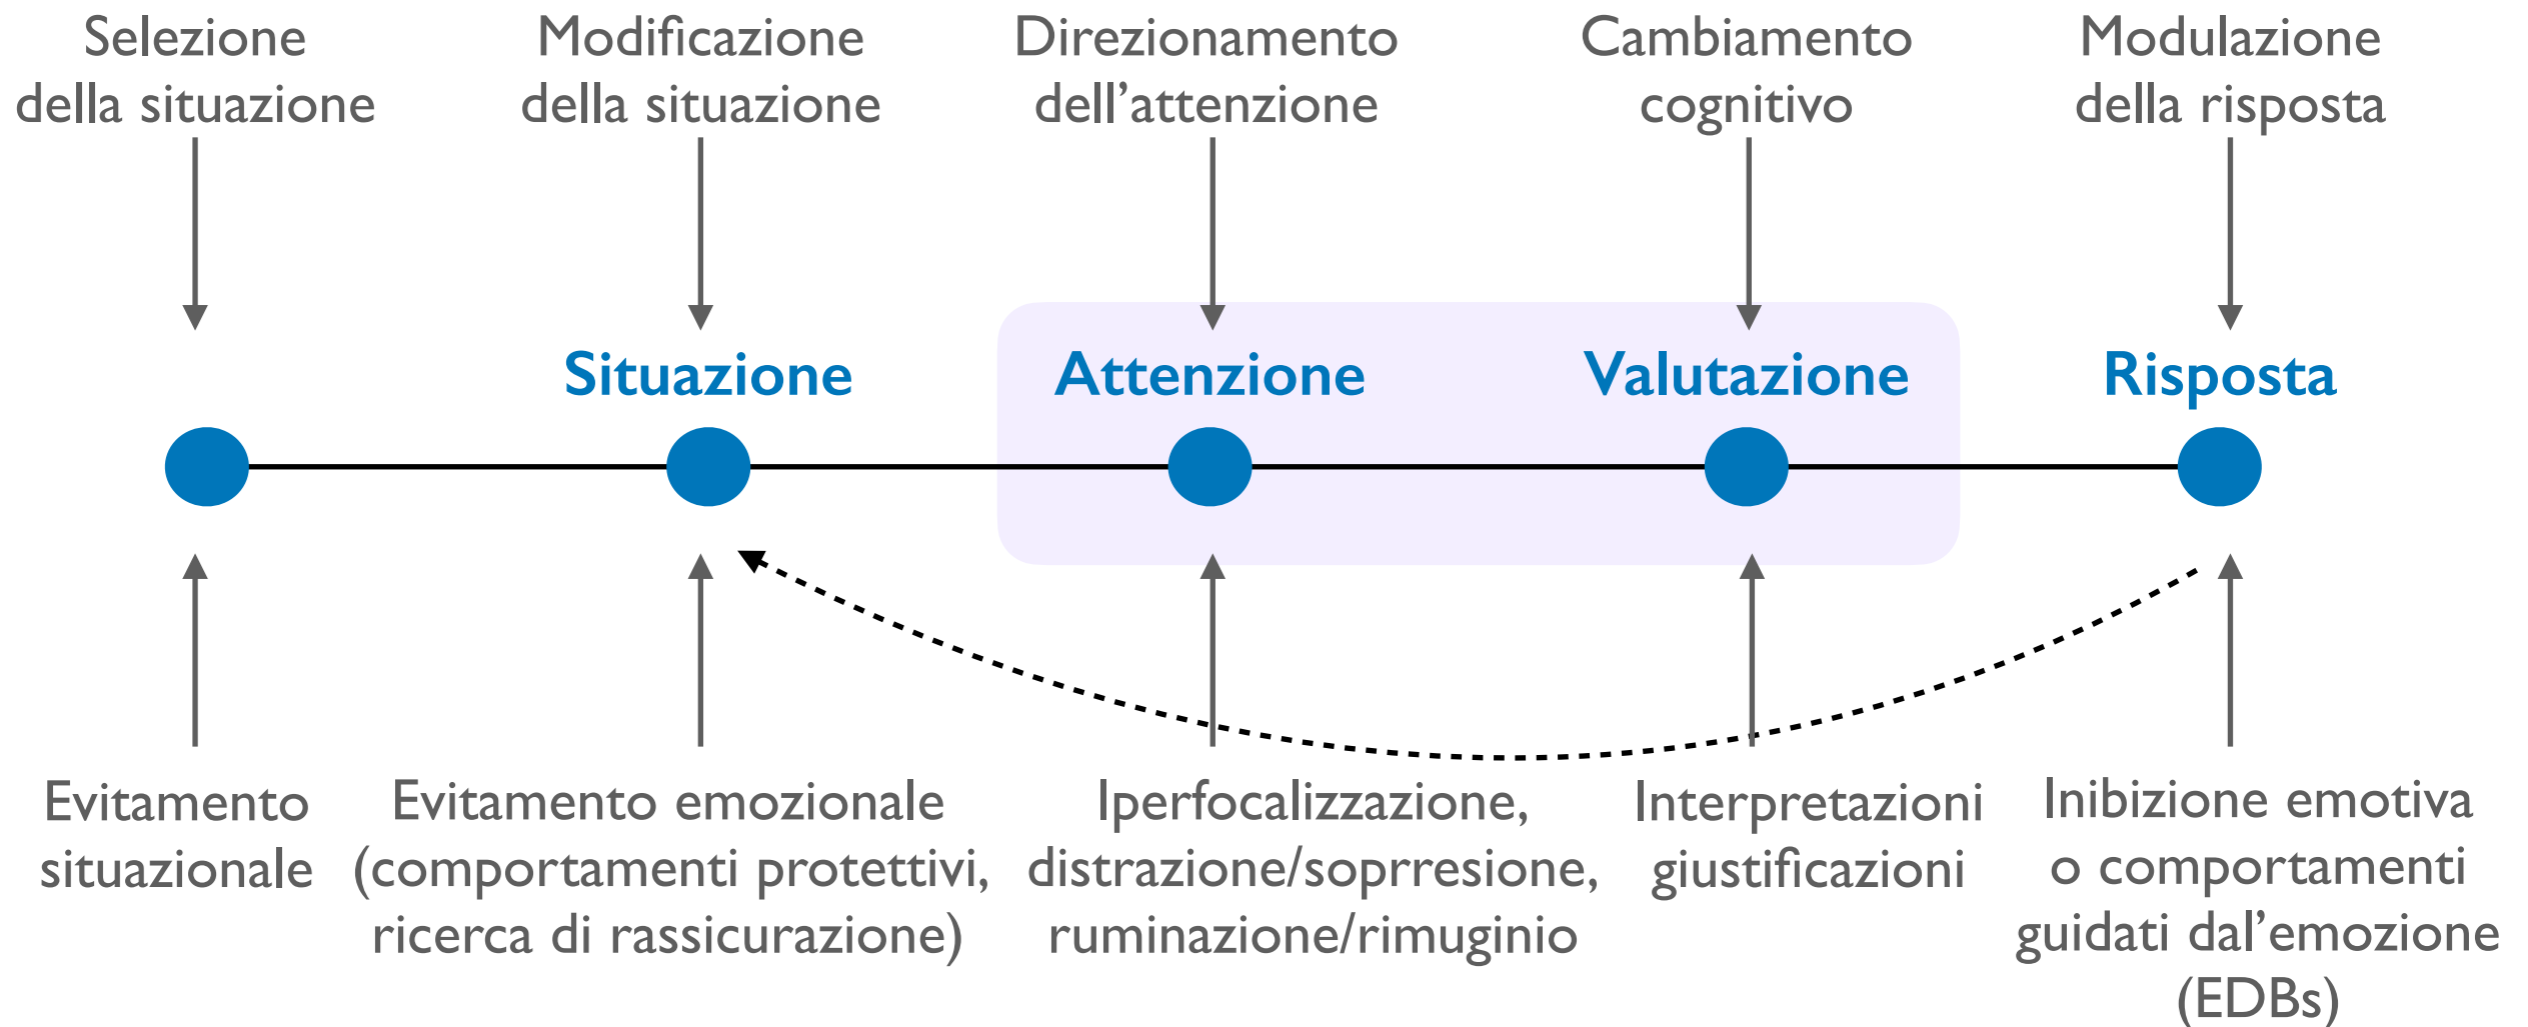 Selezione
della situazione
Modificazione
della situazione
Direzionamento
dell’attenzione
Cambiamento
cognitivo
Modulazione
della risposta
Situazione
Attenzione
Valutazione
Risposta
Evitamento
situazionale
Evitamento emozionale
(comportamenti protettivi,
ricerca di rassicurazione)
Iperfocalizzazione,
distrazione/soprresione,
ruminazione/rimuginio
Interpretazioni
giustificazioni
Inibizione emotiva
o comportamenti
guidati dal’emozione
(EDBs)